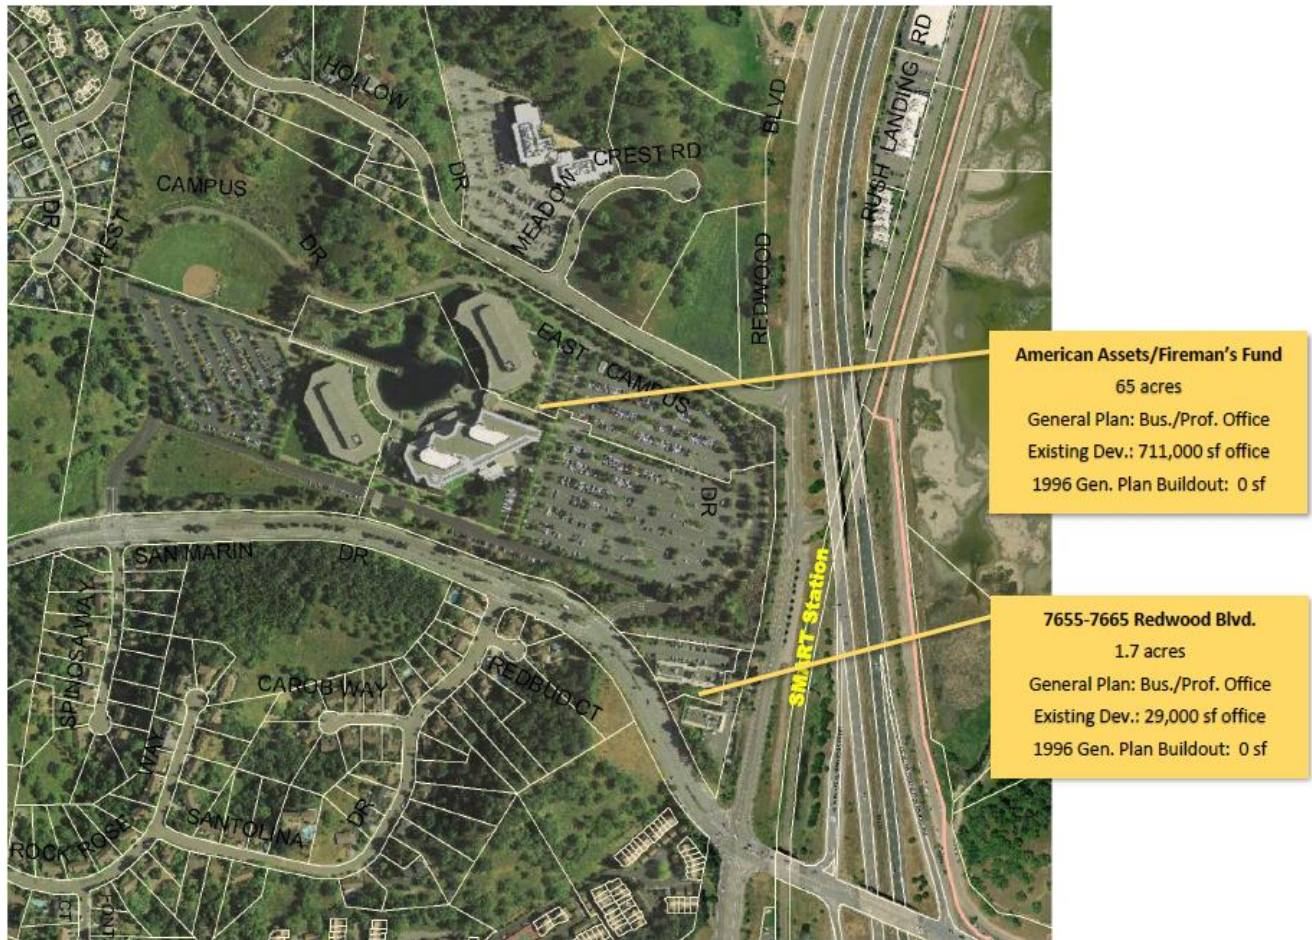 HOLLOW
DR
CREST RD
MEADOW
BLVD
REDWOOD
RUSH LANDING RD
FIELD
DR
WEST
CAMPUS
DR
EAST
CAMPUS
DR
SAN MARIN
DR
SPINOSA WAY
CAROB WAY
REDBUD CT
WAY
ROCK ROSE
SANTOLINA
DR
CT
SMART Station
American Assets/Fireman's Fund
65 acres
General Plan: Bus./Prof. Office
Existing Dev.: 711,000 sf office
1996 Gen. Plan Buildout: 0 sf
7655-7665 Redwood Blvd.
1.7 acres
General Plan: Bus./Prof. Office
Existing Dev.: 29,000 sf office
1996 Gen. Plan Buildout: 0 sf